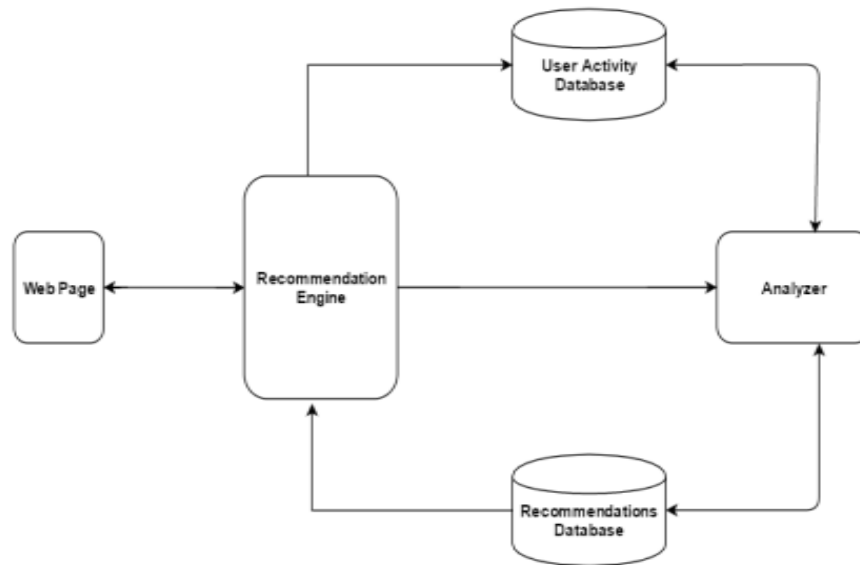 User Activity
Database
Web Page
Recommendation
Engine
Analyzer
Recommendations
Database